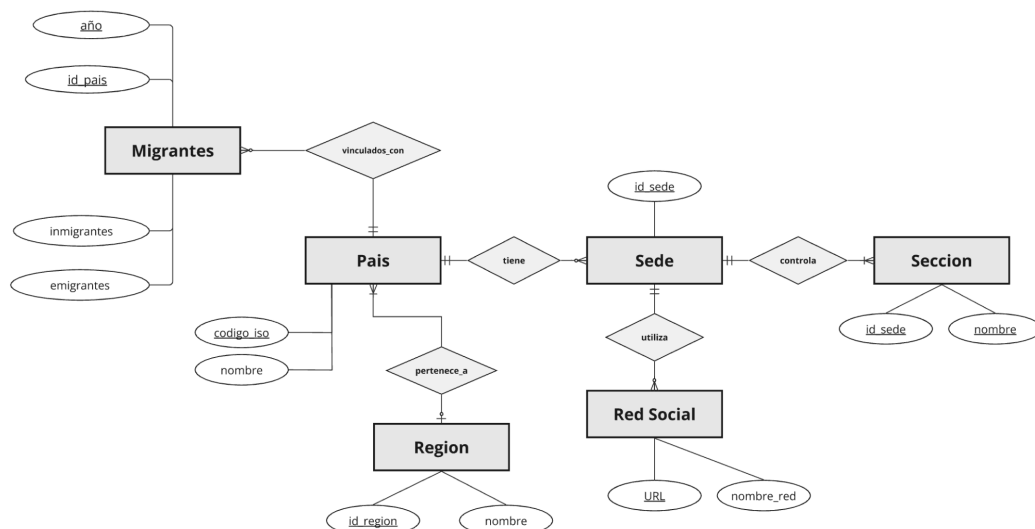 año
id_pais
Migrantes
vinculados_con
inmigrantes
emigrantes
id_sede
Pais
tiene
Sede
controla
Seccion
codigo_iso
nombre
utiliza
id_sede
nombre
pertenece_a
Red Social
Region
URL
nombre_red
id_region
nombre